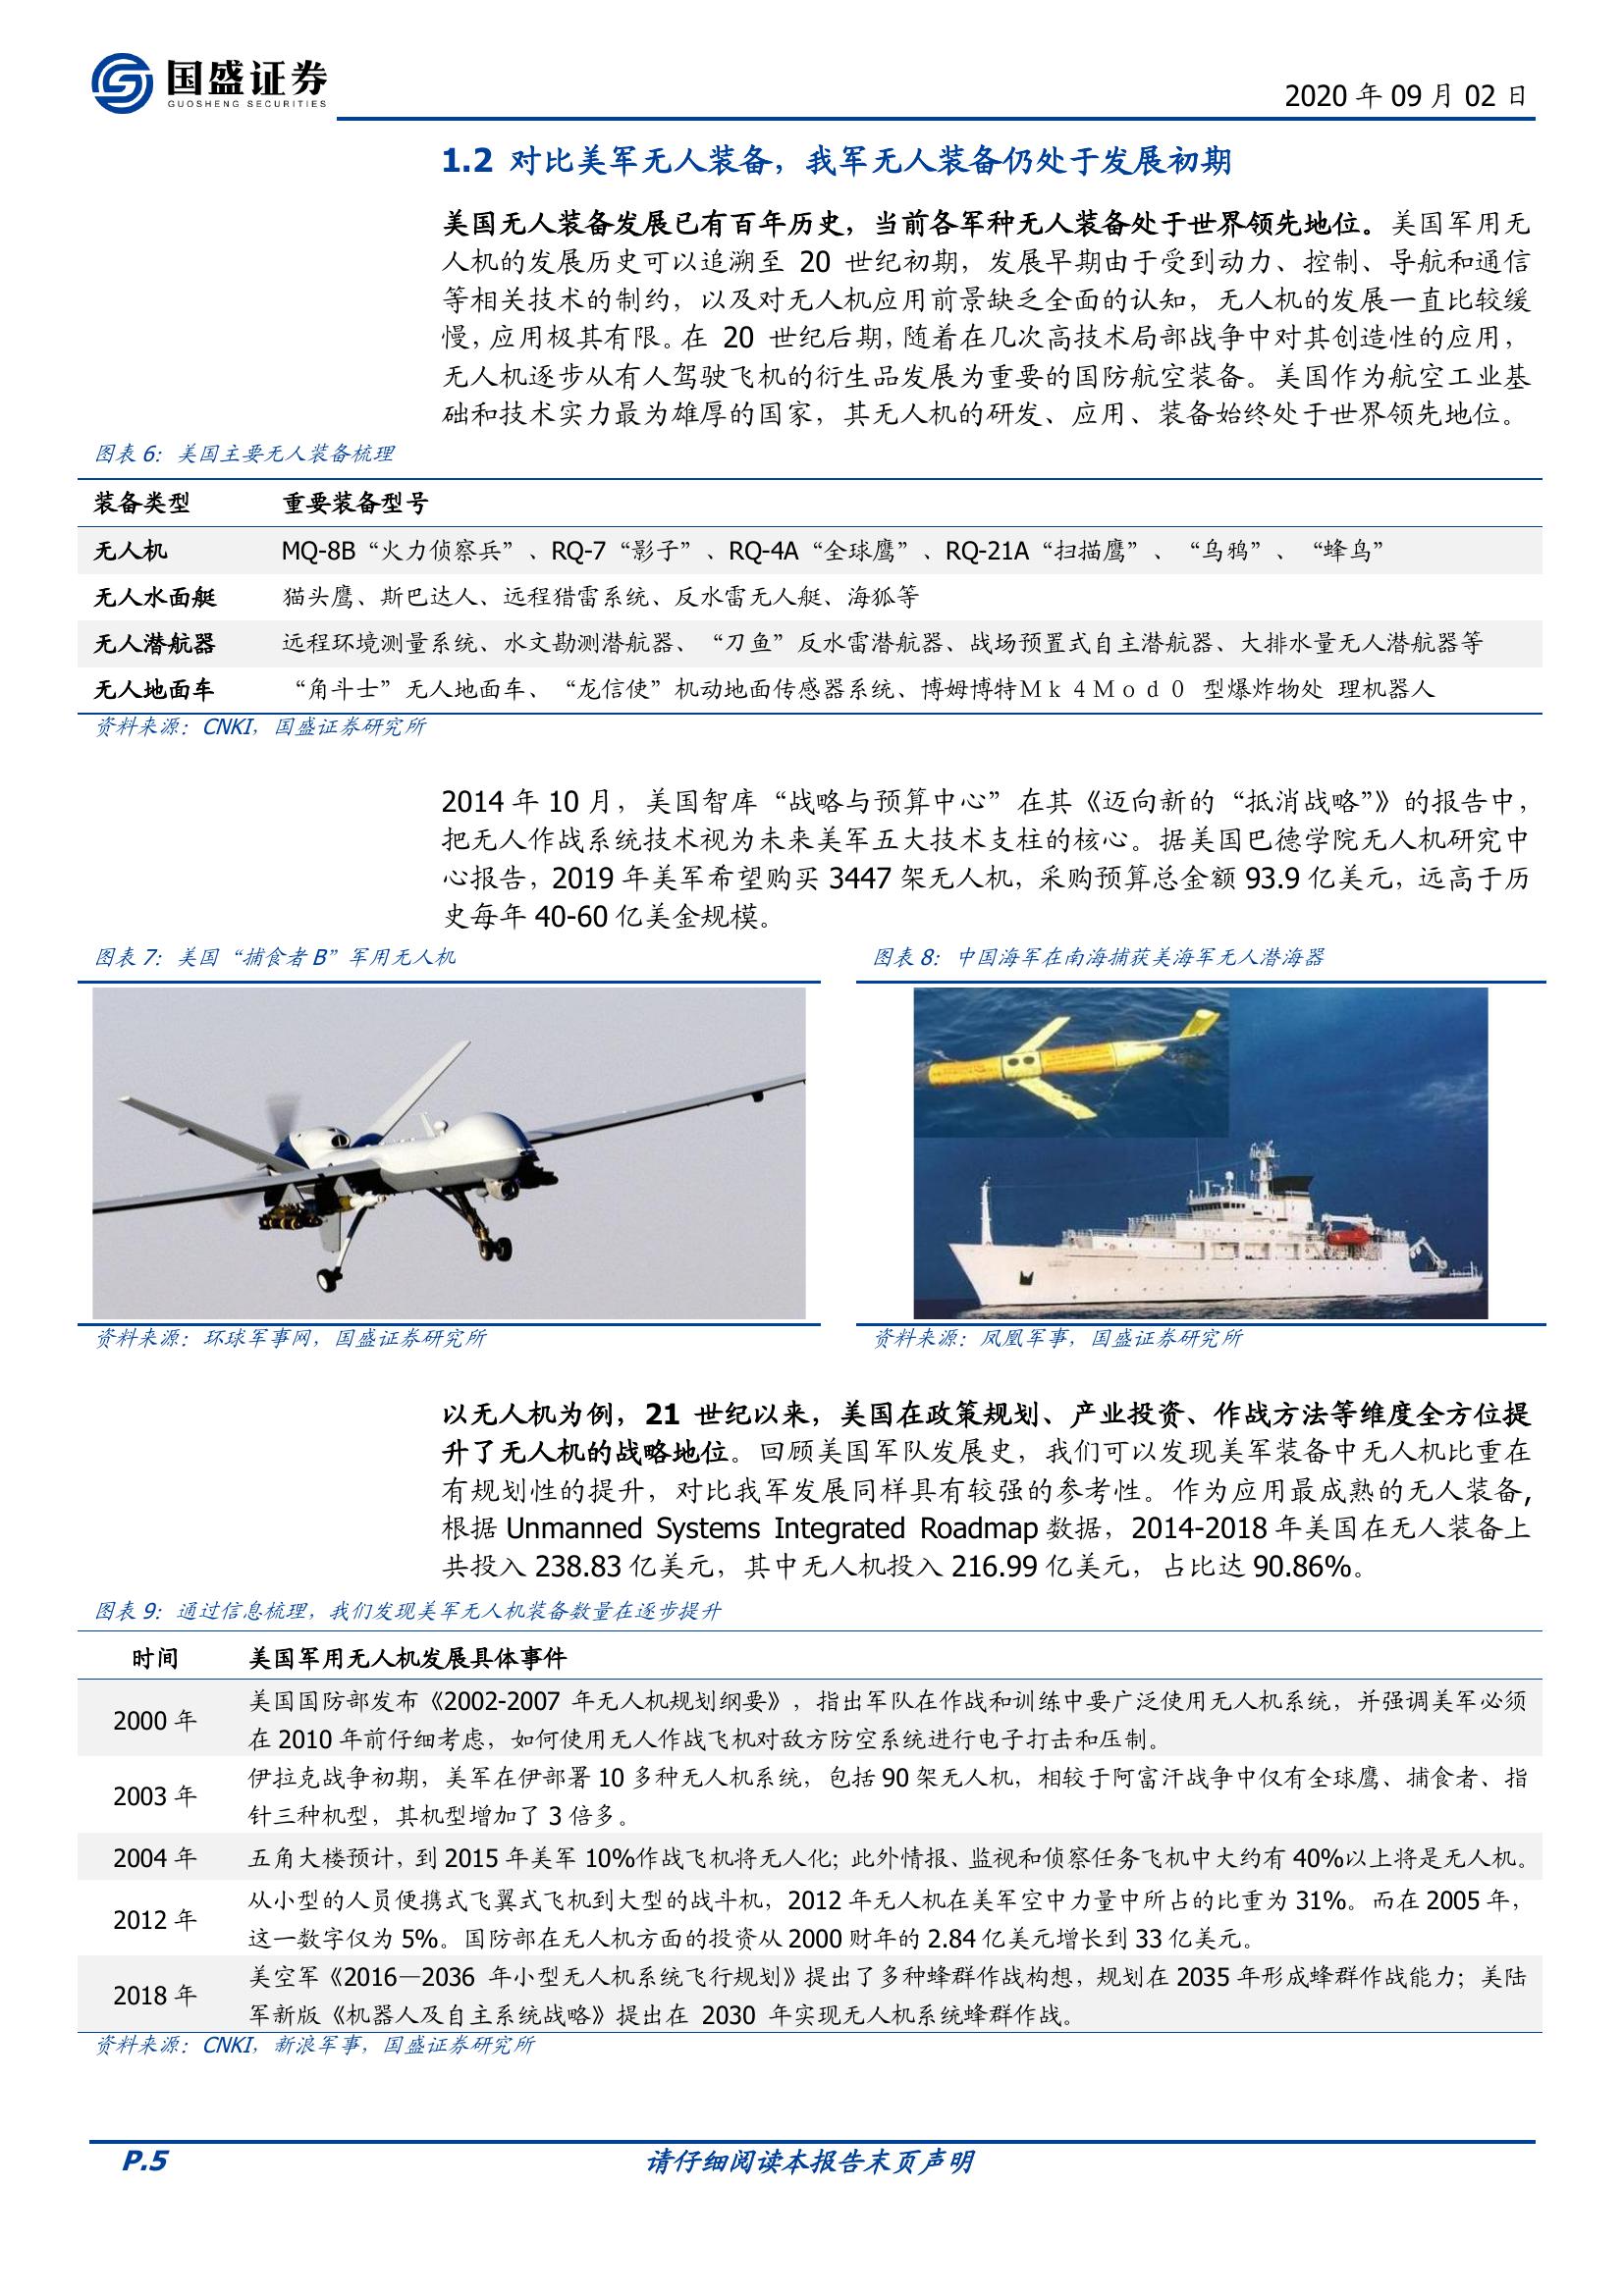 国盛证券
GUOSHENG SECURITIES
2020 年 09 月 02 日
1.2 对比美军无人装备，我军无人装备仍处于发展初期
美国无人装备发展已有百年历史，当前各军种无人装备处于世界领先地位。美国军用无
人机的发展历史可以追溯至 20 世纪初期，发展早期由于受到动力、控制、导航和通信
等相关技术的制约，以及对无人机应用前景缺乏全面的认知，无人机的发展一直比较缓
慢，应用极其有限。在 20 世纪后期，随着在几次高技术局部战争中对其创造性的应用，
无人机逐步从有人驾驶飞机的衍生品发展为重要的国防航空装备。美国作为航空工业基
础和技术实力最为雄厚的国家，其无人机的研发、应用、装备始终处于世界领先地位。
图表 6：美国主要无人装备梳理
装备类型 重要装备型号
无人机 MQ-8B“火力侦察兵”、RQ-7“影子”、RQ-4A“全球鹰”、RQ-21A“扫描鹰”、“乌鸦”、“蜂鸟”
无人水面艇 猫头鹰、斯巴达人、远程猎雷系统、反水雷无人艇、海狐等
无人潜航器 远程环境测量系统、水文勘测潜航器、“刀鱼”反水雷潜航器、战场预置式自主潜航器、大排水量无人潜航器等
无人地面车 “角斗士”无人地面车、“龙信使”机动地面传感器系统、博姆博特Ｍｋ４Ｍｏｄ０ 型爆炸物处 理机器人
资料来源：CNKI，国盛证券研究所
2014 年 10 月，美国智库“战略与预算中心”在其《迈向新的“抵消战略”》的报告中，
把无人作战系统技术视为未来美军五大技术支柱的核心。据美国巴德学院无人机研究中
心报告，2019 年美军希望购买 3447 架无人机，采购预算总金额 93.9 亿美元，远高于历
史每年 40-60 亿美金规模。
图表 7：美国“捕食者 B”军用无人机
图表 8：中国海军在南海捕获美海军无人潜海器
资料来源：环球军事网，国盛证券研究所
资料来源：凤凰军事，国盛证券研究所
以无人机为例，21 世纪以来，美国在政策规划、产业投资、作战方法等维度全方位提
升了无人机的战略地位。回顾美国军队发展史，我们可以发现美军装备中无人机比重在
有规划性的提升，对比我军发展同样具有较强的参考性。作为应用最成熟的无人装备,
根据 Unmanned Systems Integrated Roadmap 数据，2014-2018 年美国在无人装备上
共投入 238.83 亿美元，其中无人机投入 216.99 亿美元，占比达 90.86%。
图表 9：通过信息梳理，我们发现美军无人机装备数量在逐步提升
时间 美国军用无人机发展具体事件
2000 年 美国国防部发布《2002-2007 年无人机规划纲要》，指出军队在作战和训练中要广泛使用无人机系统，并强调美军必须
在 2010 年前仔细考虑，如何使用无人作战飞机对敌方防空系统进行电子打击和压制。
2003 年 伊拉克战争初期，美军在伊部署 10 多种无人机系统，包括 90 架无人机，相较于阿富汗战争中仅有全球鹰、捕食者、指
针三种机型，其机型增加了 3 倍多。
2004 年 五角大楼预计，到 2015 年美军 10%作战飞机将无人化；此外情报、监视和侦察任务飞机中大约有 40%以上将是无人机。
2012 年 从小型的人员便携式飞翼式飞机到大型的战斗机，2012 年无人机在美军空中力量中所占的比重为 31%。而在 2005 年，
这一数字仅为 5%。国防部在无人机方面的投资从 2000 财年的 2.84 亿美元增长到 33 亿美元。
2018 年 美空军《2016—2036 年小型无人机系统飞行规划》提出了多种蜂群作战构想，规划在 2035 年形成蜂群作战能力；美陆
军新版《机器人及自主系统战略》提出在 2030 年实现无人机系统蜂群作战。
资料来源：CNKI，新浪军事，国盛证券研究所
P.5 请仔细阅读本报告末页声明